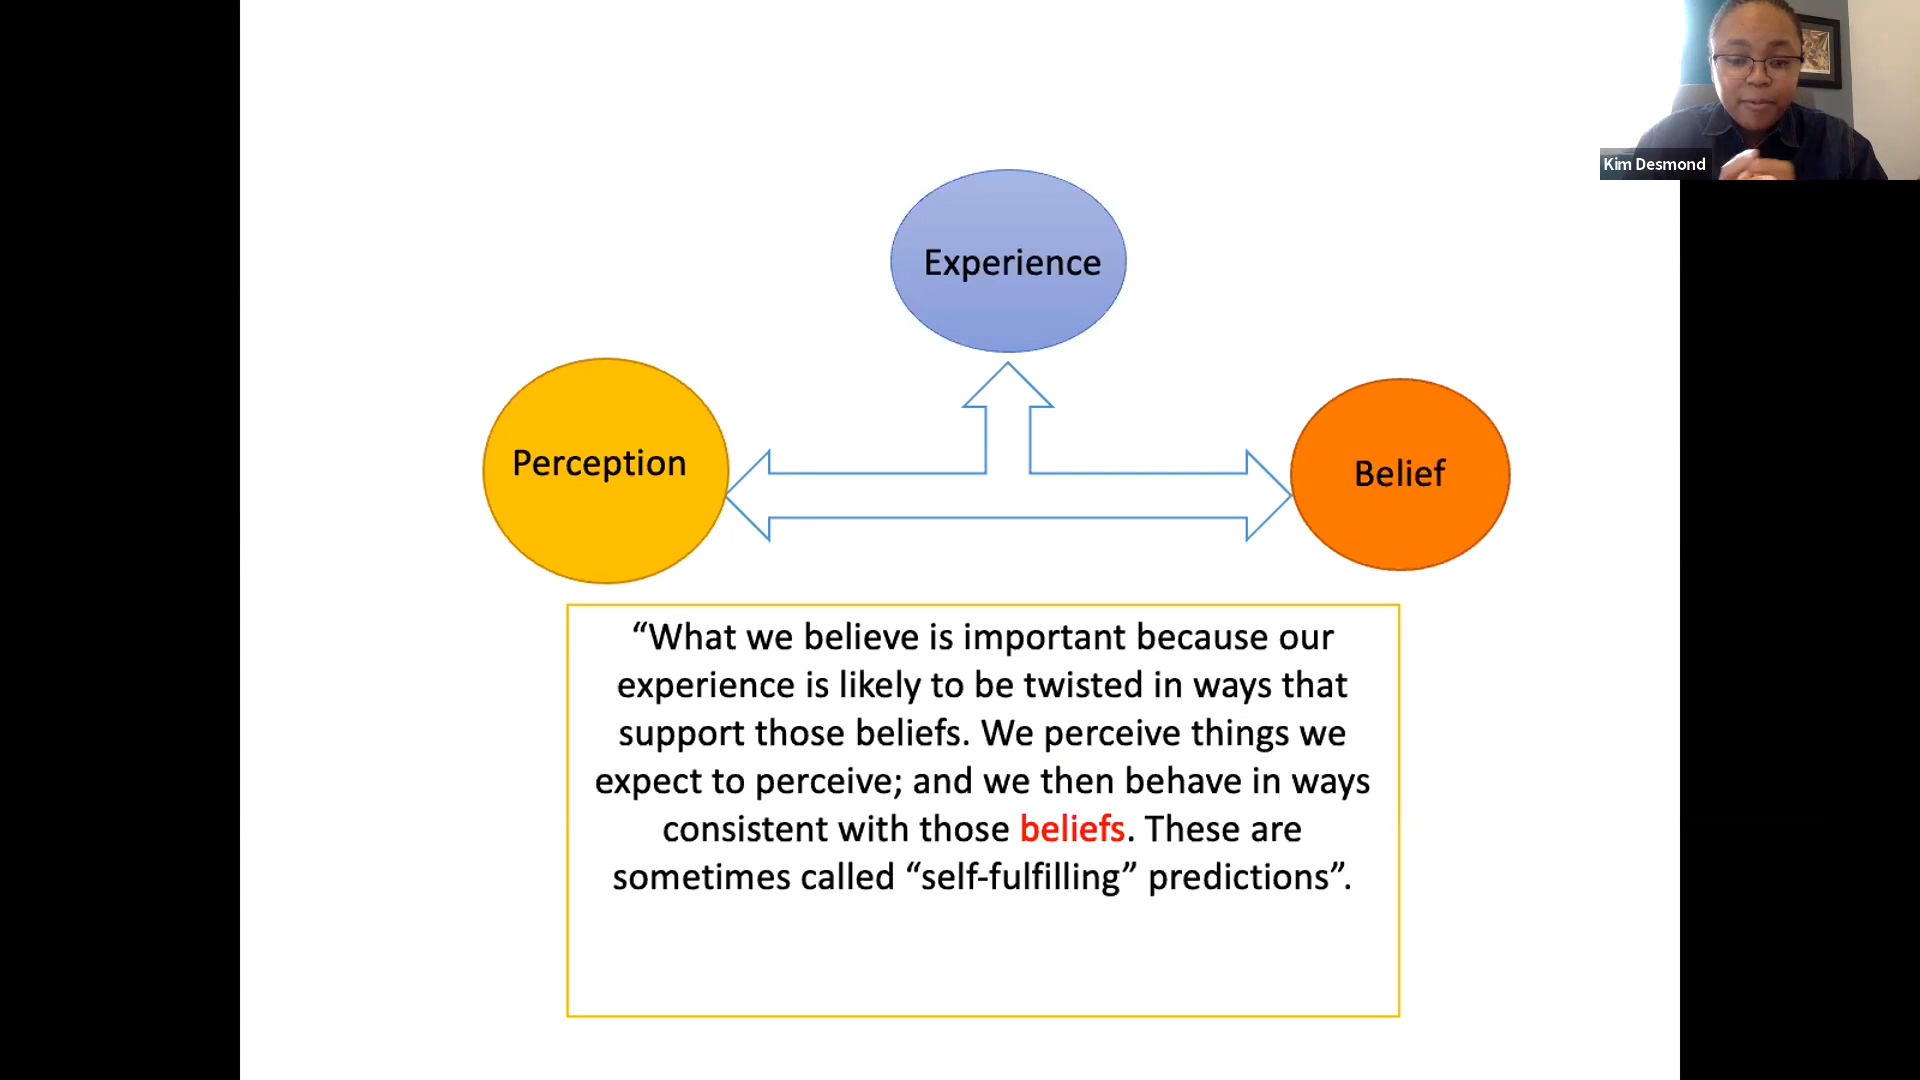 Kim Desmond
Experience
Perception
Belief
“What we believe is important because our
experience is likely to be twisted in ways that
support those beliefs. We perceive things we
expect to perceive; and we then behave in ways
consistent with those beliefs. These are
sometimes called “self-fulfilling” predictions”.